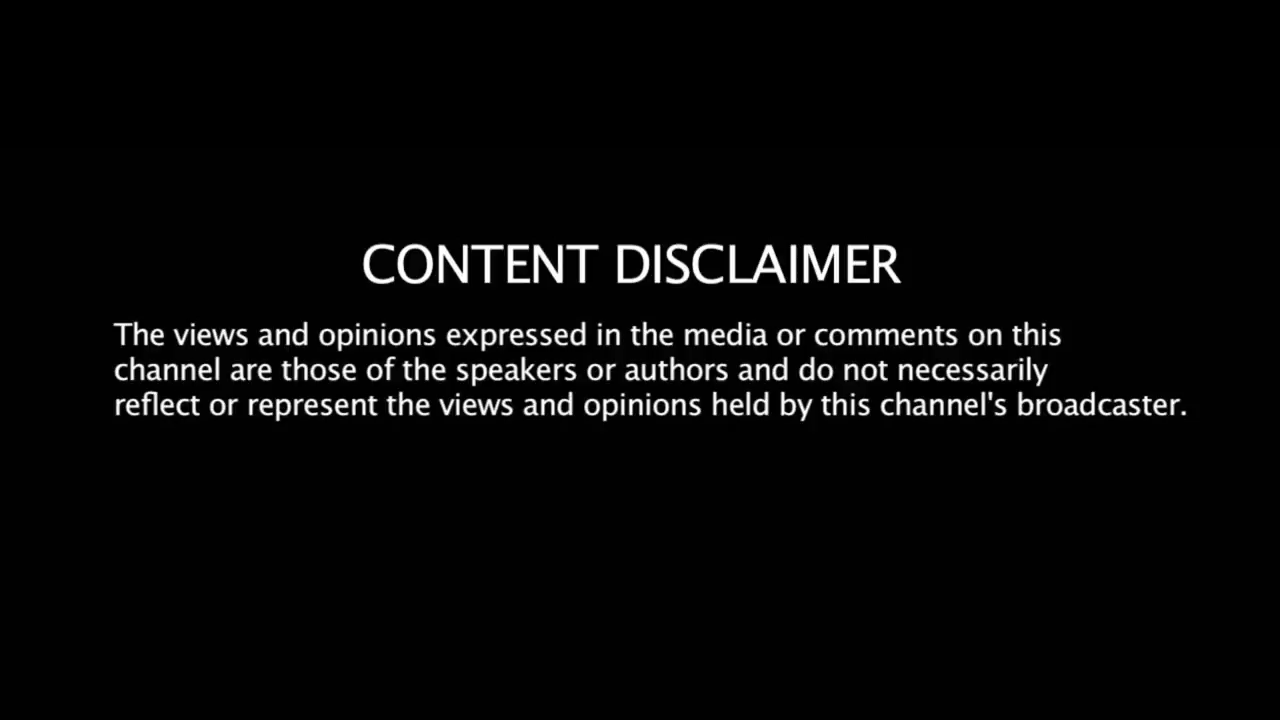 CONTENT DISCLAIMER
The views and opinions expressed in the media or comments on this
channel are those of the speakers or authors and do not necessarily
reflect or represent the views and opinions held by this channel's broadcaster.